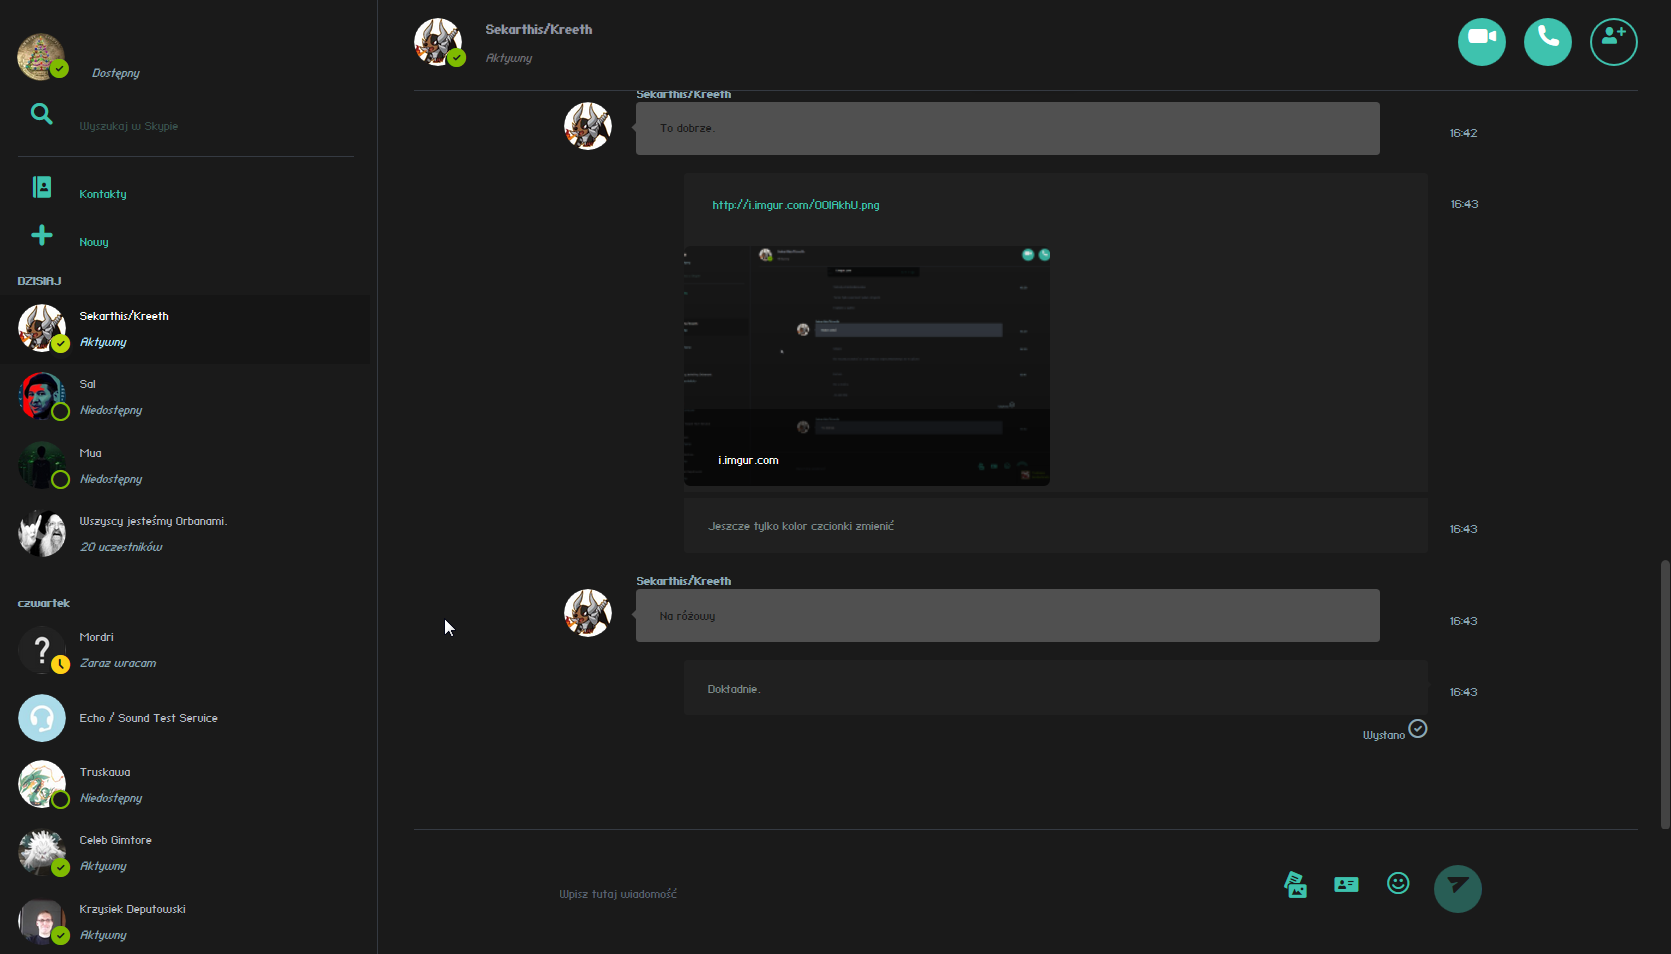 Dostępny
Wyszukaj w Skypie
Kontakty
Nowy
DZISIAJ
Sekarthis/Kreeth
Aktywny
Sal
Niedostępny
Mua
Niedostępny
Wszyscy jesteśmy Orbanami.
20 uczestników
czwartek
Mordri
Zaraz wracam
Echo / Sound Test Service
Truskawa
Niedostępny
Celeb Gimtore
Aktywny
Krzysiek Deputowski
Aktywny
Sekarthis/Kreeth
Aktywny
Sekarthis/Kreeth
To dobrze.
16:42
http://i.imgur.com/OOlAkhU.png
16:43
i.imgur.com
Jeszcze tylko kolor czcionki zmienić
16:43
Sekarthis/Kreeth
Na różowy
16:43
Dokładnie.
16:43
Wysłano
Wpisz tutaj wiadomość